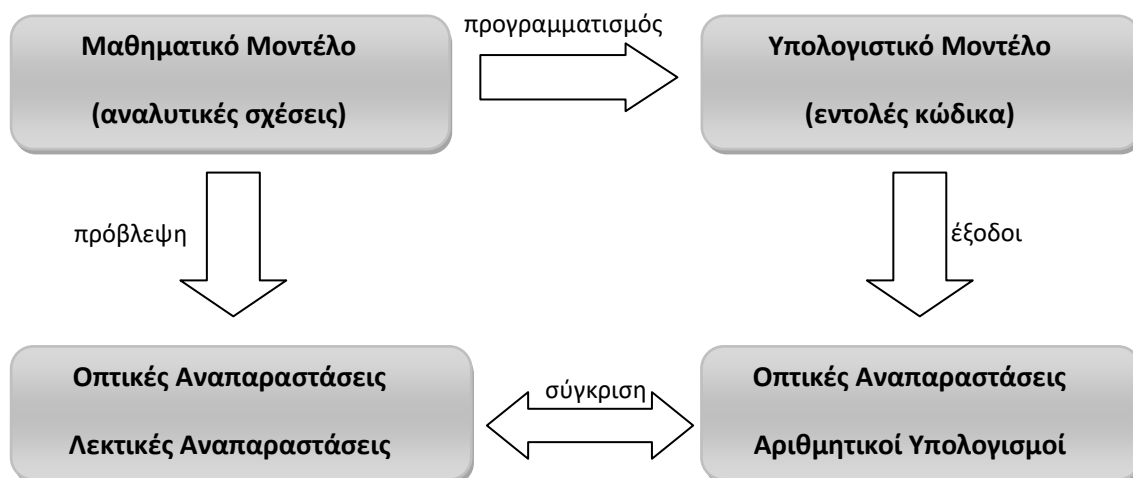 Μαθηματικό Μοντέλο
(αναλυτικές σχέσεις)
προγραμματισμός
Υπολογιστικό Μοντέλο
(εντολές κώδικα)
πρόβλεψη
έξοδοι
Οπτικές Αναπαραστάσεις
Λεκτικές Αναπαραστάσεις
σύγκριση
Οπτικές Αναπαραστάσεις
Αριθμητικοί Υπολογισμοί